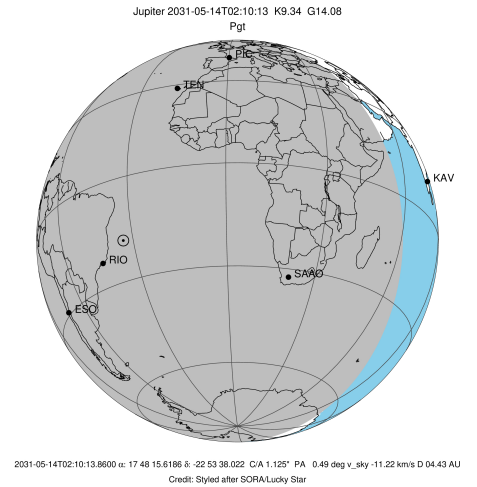 Jupiter 2031-05-14T02:10:13 K9.34 G14.08
Pgt
PIC
TEN
KAV
RIO
SAAO
ESO
2031-05-14T02:10:13.8600 α: 17 48 15.6186 δ: -22 53 38.022 C/A 1.125" PA 0.49 deg v_sky -11.22 km/s D 04.43 AU
Credit: Styled after SORA/Lucky Star